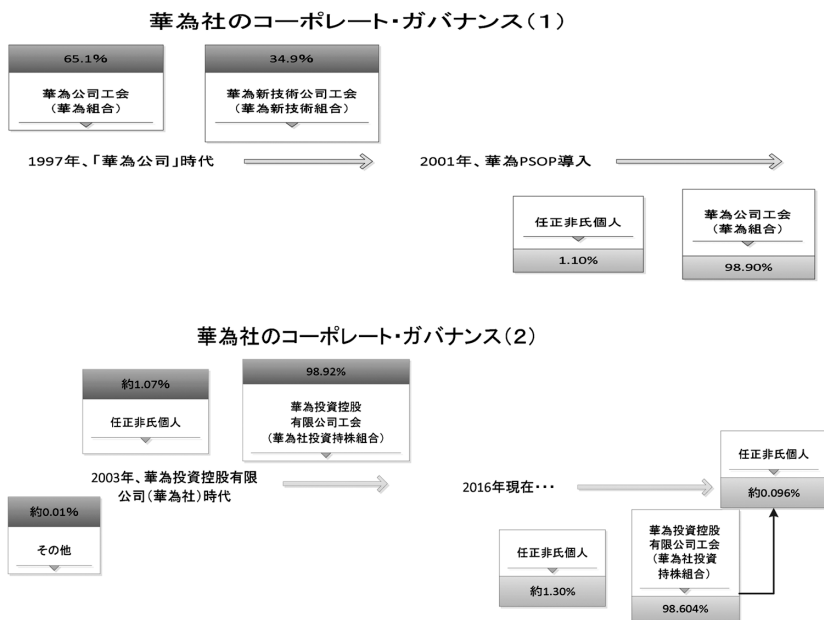 華為社のコーポレート・ガバナンス(1)
65.1%
華為公司工会
(華為組合)
34.9%
華為新技術公司工会
(華為新技術組合)
1997年、「華為公司」時代
2001年、華為PSOP導入
任正非氏個人
1.10%
華為公司工会
(華為組合)
98.90%
華為社のコーポレート・ガバナンス(2)
約1.07%
任正非氏個人
98.92%
華為投資控股
有限公司工会
(華為社投資持株組合)
2003年、華為投資控股有限
公司(華為社)時代
約0.01%
その他
2016年現在・・・
任正非氏個人
約1.30%
華為投資控股
有限公司工会
(華為社投資
持株組合)
98.604%
任正非氏個人
約0.096%